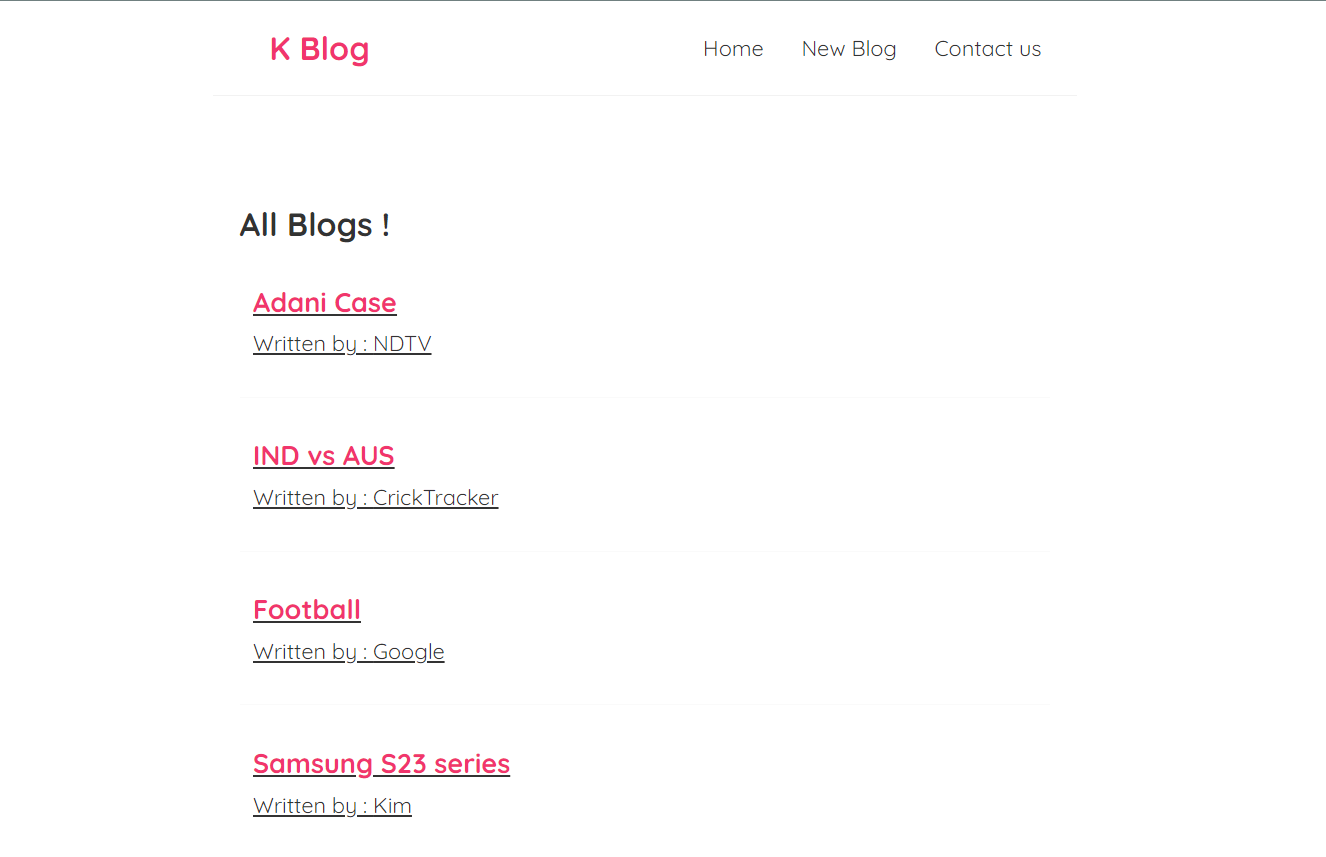 K Blog
Home New Blog Contact us
All Blogs !
Adani Case
Written by : NDTV
IND vs AUS
Written by : CrickTracker
Football
Written by : Google
Samsung S23 series
Written by : Kim